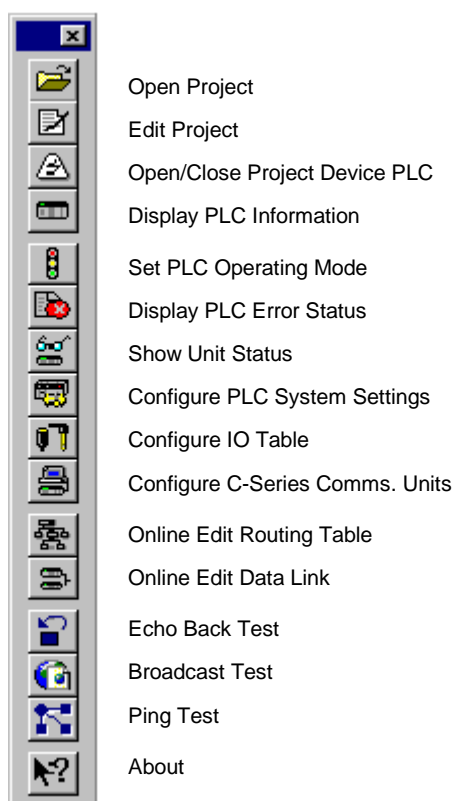 Open Project
Edit Project
Open/Close Project Device PLC
Display PLC Information
Set PLC Operating Mode
Display PLC Error Status
Show Unit Status
Configure PLC System Settings
Configure IO Table
Configure C-Series Comms. Units
Online Edit Routing Table
Online Edit Data Link
Echo Back Test
Broadcast Test
Ping Test
About